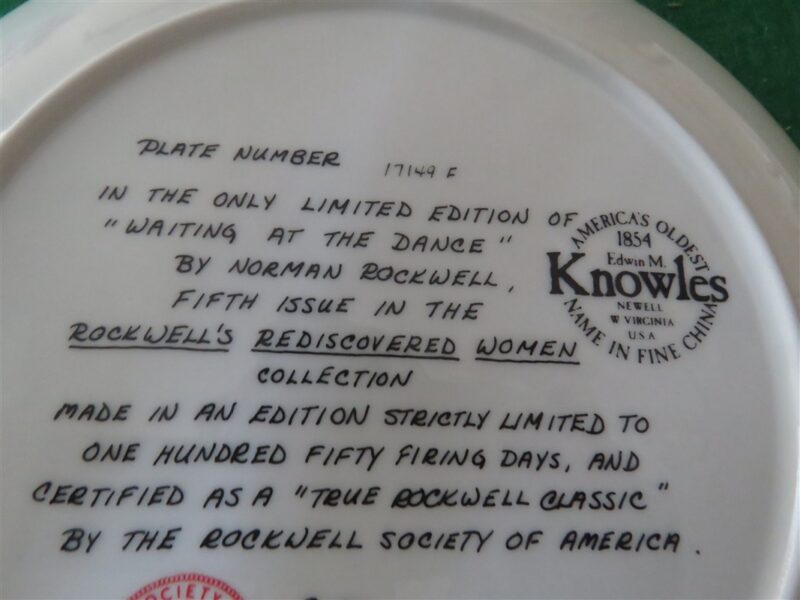 PLATE NUMBER 17149 F
IN THE ONLY LIMITED EDITION OF
"WAITING AT THE DANCE"
BY NORMAN ROCKWELL,
FIFTH ISSUE IN THE
ROCKWELL'S REDISCOVERED WOMEN
COLLECTION
MADE IN AN EDITION STRICTLY LIMITED TO
ONE HUNDRED FIFTY FIRING DAYS, AND
CERTIFIED AS A "TRUE ROCKWELL CLASSIC"
BY THE ROCKWELL SOCIETY OF AMERICA.
AMERICA'S OLDEST
1854
Edwin M.
Knowles
NEWELL
W VIRGINIA
USA
NAME IN FINE CHINA
SOCIETY